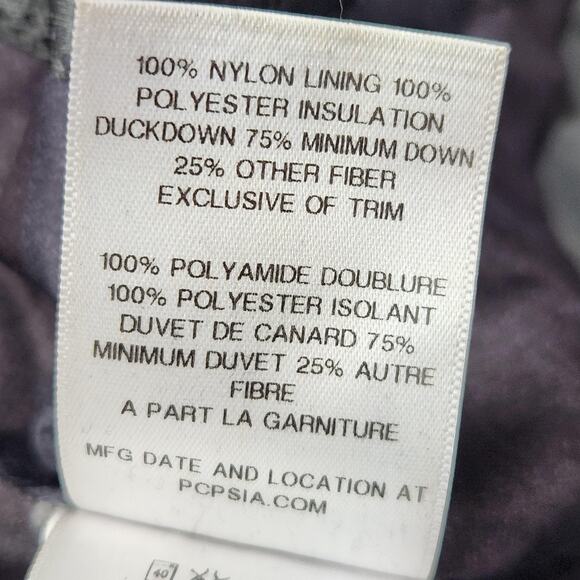 100% NYLON LINING 100%
POLYESTER INSULATION
DUCKDOWN 75% MINIMUM DOWN
25% OTHER FIBER
EXCLUSIVE OF TRIM
100% POLYAMIDE DOUBLURE
100% POLYESTER ISOLANT
DUVET DE CANARD 75%
MINIMUM DUVET 25% AUTRE
FIBRE
A PART LA GARNITURE
MFG DATE AND LOCATION AT
PCPSIA.COM
40